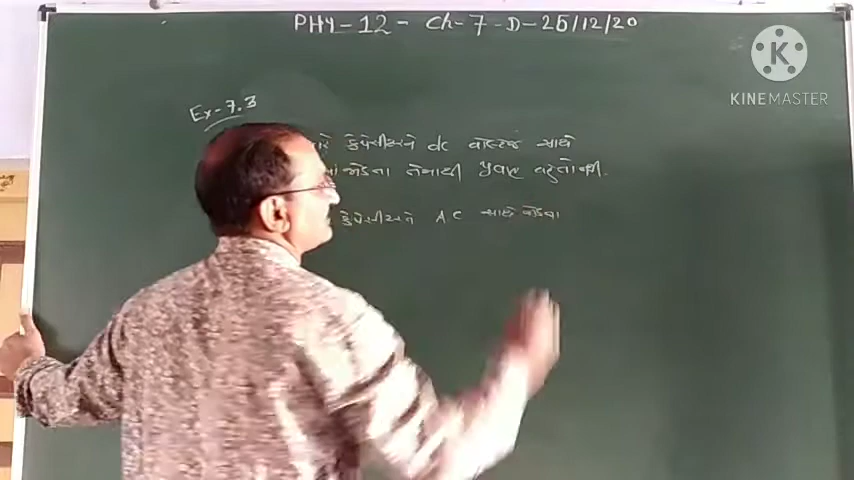 PHY-12 - Ch-7-D-25/12/20
KINEMASTER
Ex-7.3
કેપેસીટરને dc વોલ્ટેજ સાથે
જોડતા તેમાથી પ્રવાહ વહેતો નથી.
કેપેસીટરને AC સાથે જોડતા